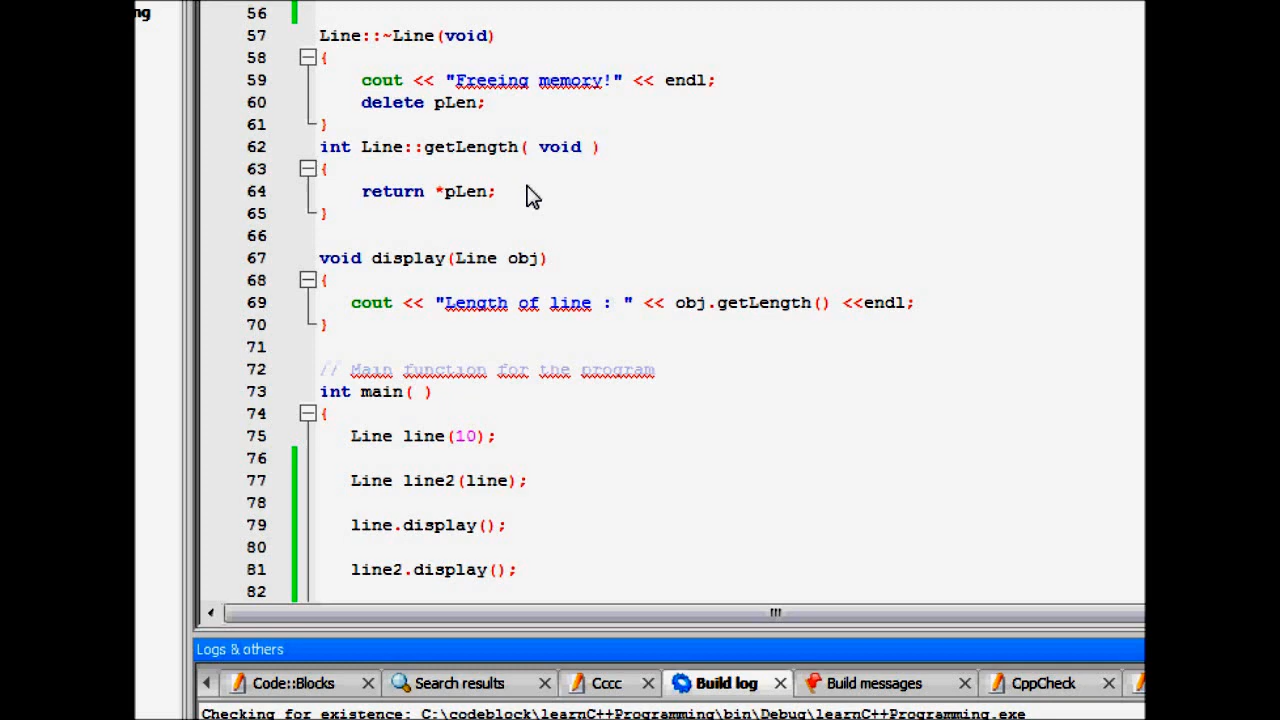 ng
56
57 Line::~Line(void)
58 {
59 cout << "Freeing memory!" << endl;
60 delete pLen;
61 }
62 int Line::getLength( void )
63 {
64 return *pLen;
65 }
66
67 void display(Line obj)
68 {
69 cout << "Length of line : " << obj.getLength() <<endl;
70 }
71
72 // Main function for the program
73 int main( )
74 {
75 Line line(10);
76
77 Line line2(line);
78
79 line.display();
80
81 line2.display();
82
Logs & others
Code::Blocks Search results Cccc Build log Build messages CppCheck
Checking for existence: C:\codeblock\learnC++Programming\bin\Debug\learnC++Programming.exe